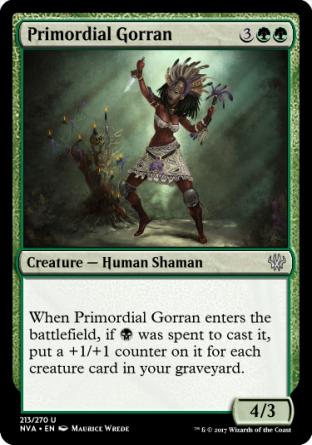 Primordial Gorran 3
Creature — Human Shaman
When Primordial Gorran enters the
battlefield, if was spent to cast it,
put a +1/+1 counter on it for each
creature card in your graveyard.
4/3
213/270 U
NVA • EN Maurice Wrede
™ & © 2017 Wizards of the Coast